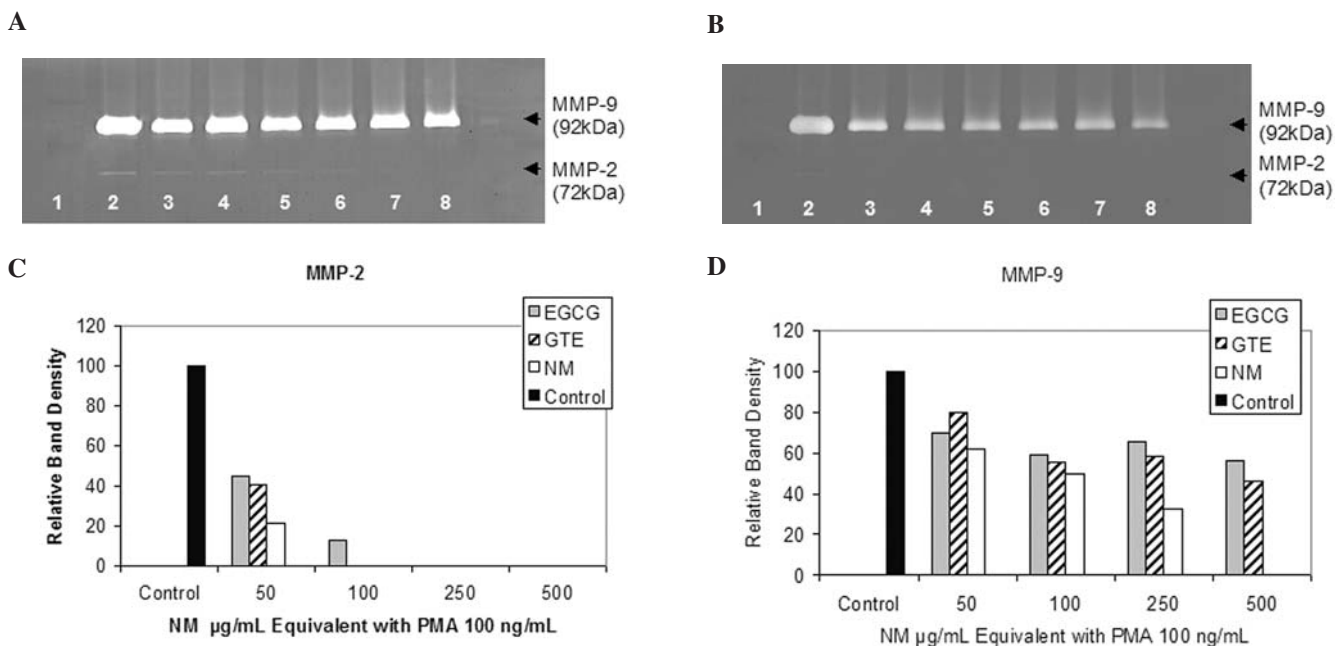 A
MMP-9
(92kDa)
MMP-2
(72kDa)
1 2 3 4 5 6 7 8
B
MMP-9
(92kDa)
MMP-2
(72kDa)
1 2 3 4 5 6 7 8
C
MMP-2
EGCG
GTE
NM
Control
120
100
80
60
40
20
0
Relative Band Density
Control 50 100 250 500
NM µg/mL Equivalent with PMA 100 ng/mL
D
MMP-9
EGCG
GTE
NM
Control
120
100
80
60
40
20
0
Relative Band Density
Control 50 100 250 500
NM µg/mL Equivalent with PMA 100 ng/mL